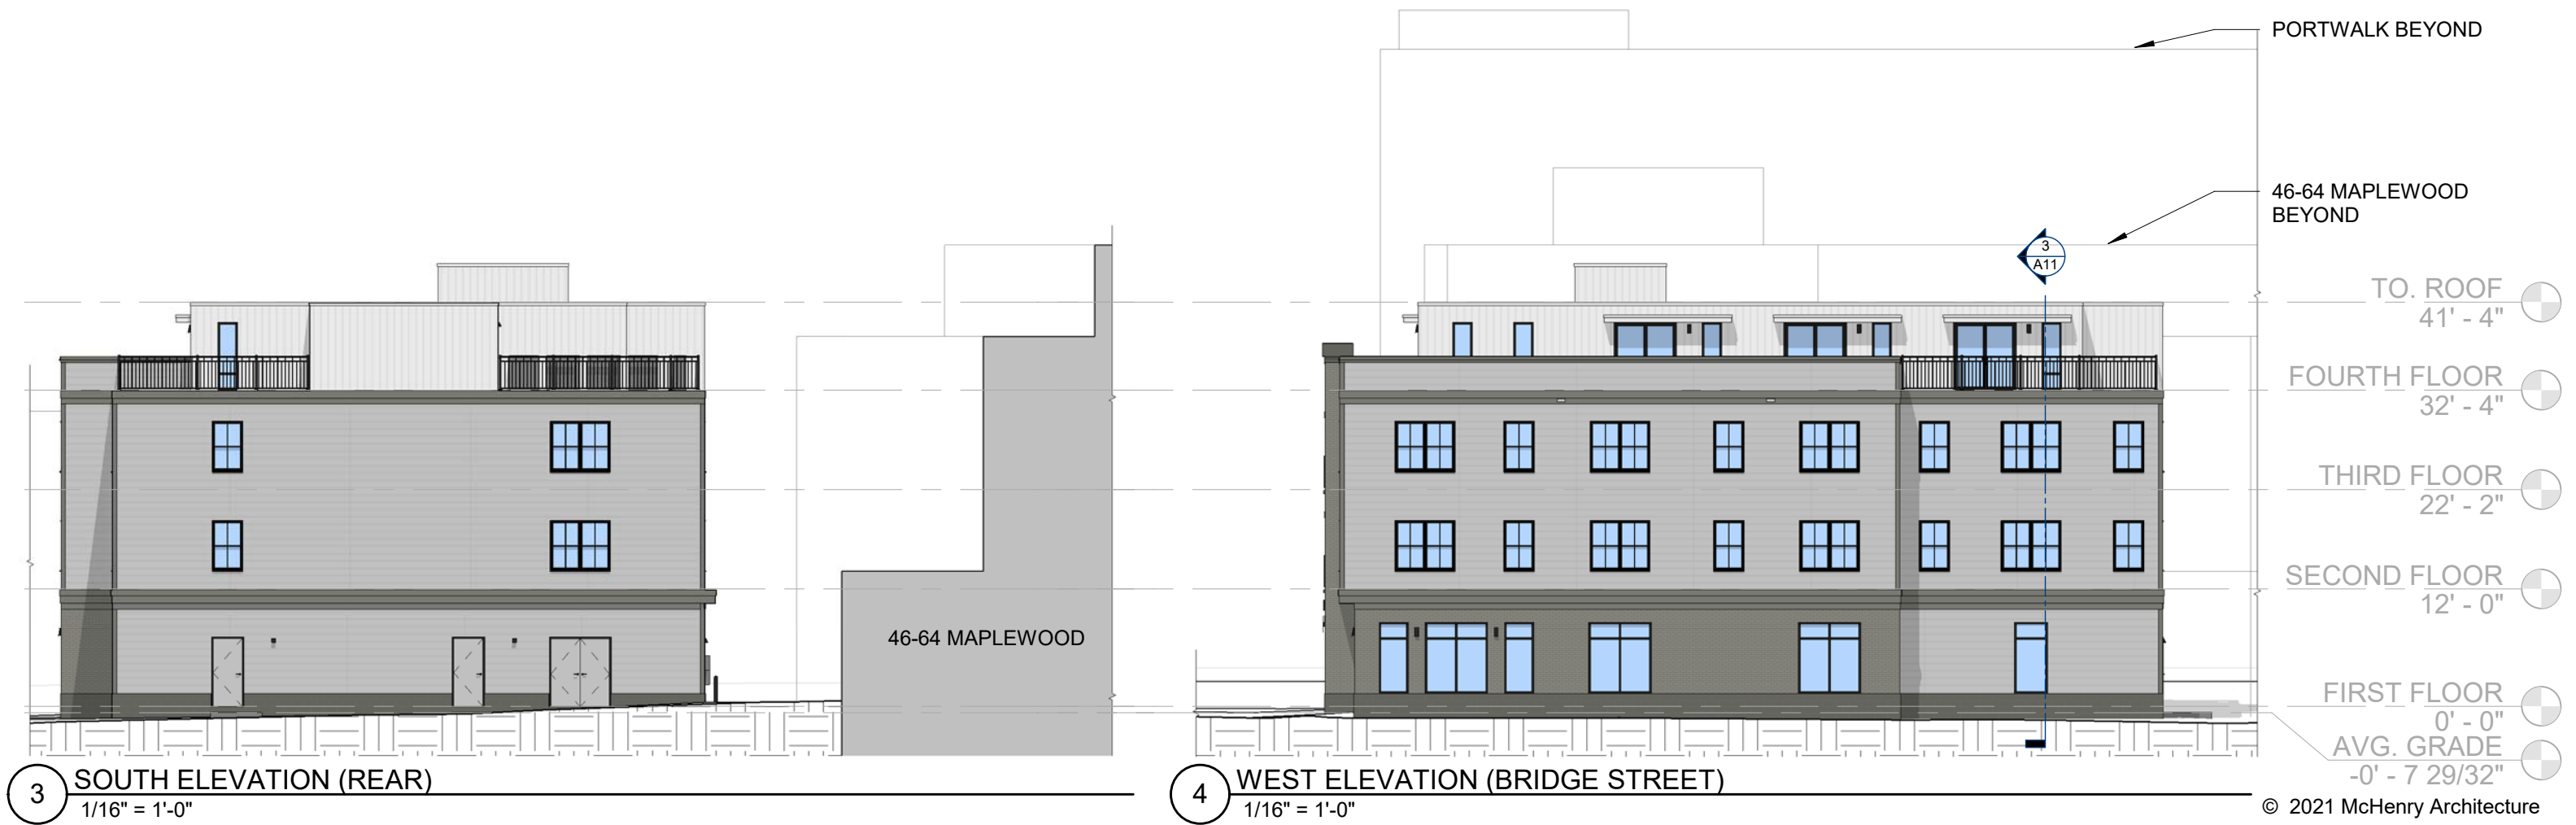 PORTWALK BEYOND
46-64 MAPLEWOOD
BEYOND
3
A11
TO. ROOF
41' - 4"
FOURTH FLOOR
32' - 4"
THIRD FLOOR
22' - 2"
SECOND FLOOR
12' - 0"
46-64 MAPLEWOOD
FIRST FLOOR
0' - 0"
AVG. GRADE
-0' - 7 29/32"
3 SOUTH ELEVATION (REAR)
1/16" = 1'-0"
4 WEST ELEVATION (BRIDGE STREET)
1/16" = 1'-0"
© 2021 McHenry Architecture